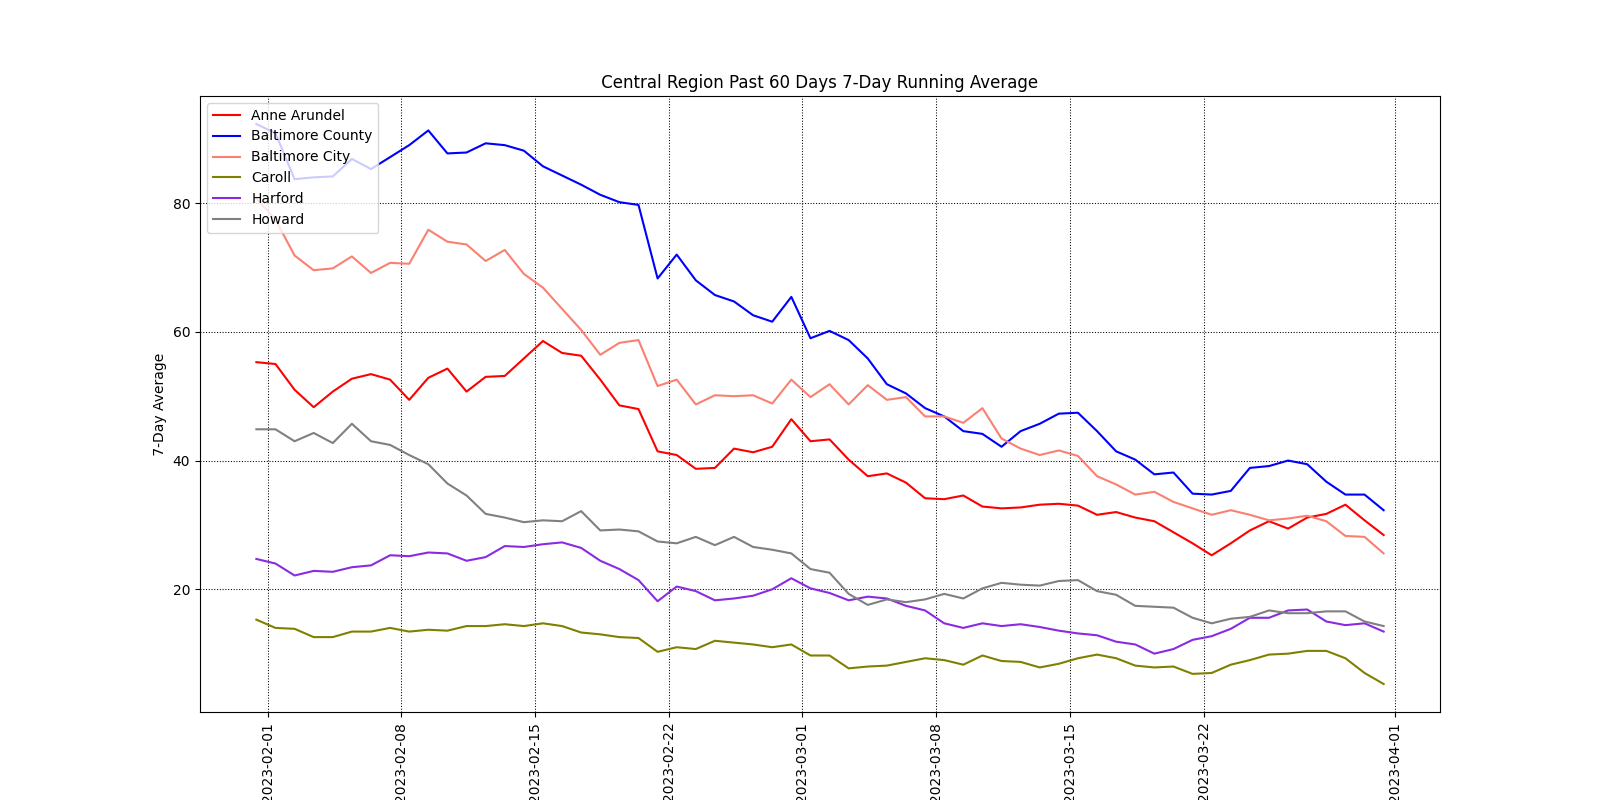 Central Region Past 60 Days 7-Day Running Average
Anne Arundel
Baltimore County
Baltimore City
Caroll
Harford
Howard
7-Day Average
80
60
40
20
2023-02-01
2023-02-08
2023-02-15
2023-02-22
2023-03-01
2023-03-08
2023-03-15
2023-03-22
2023-04-01